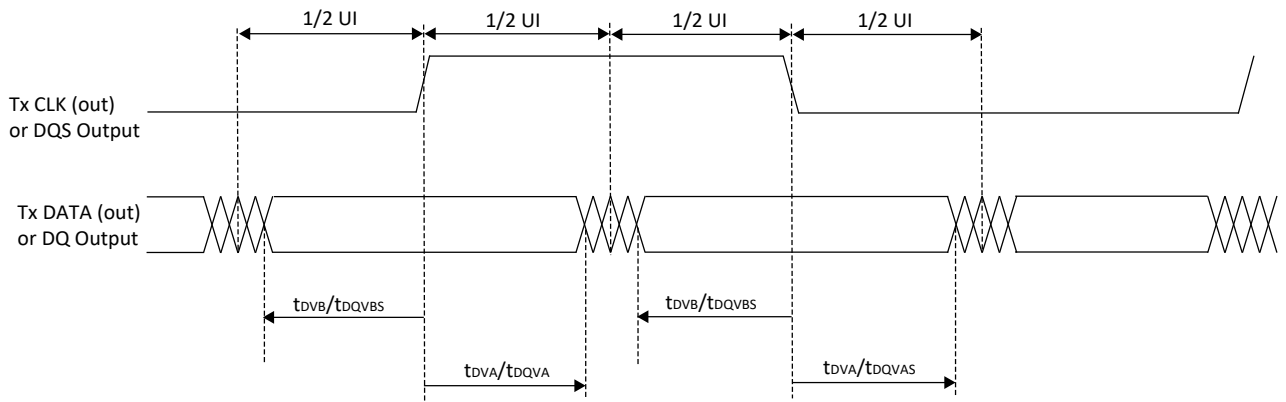 1/2 UI
1/2 UI
1/2 UI
1/2 UI
Tx CLK (out)
or DQS Output
Tx DATA (out)
or DQ Output
tDVB/tDQVBS
tDVB/tDQVBS
tDVA/tDQVA
tDVA/tDQVAS